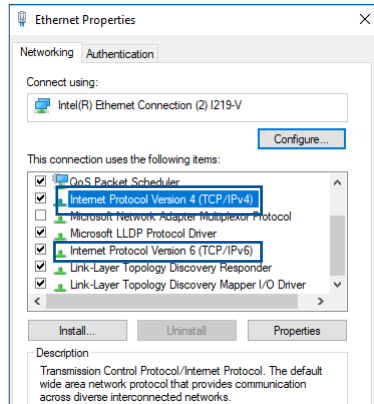 Ethernet Properties
Networking
Authentication
Connect using:
Intel(R) Ethernet Connection (2) I219-V
Configure...
This connection uses the following items:
QoS Packet Scheduler
Internet Protocol Version 4 (TCP/IPv4)
Microsoft Network Adapter Multiplexor Protocol
Microsoft LLDP Protocol Driver
Internet Protocol Version 6 (TCP/IPv6)
Link-Layer Topology Discovery Responder
Link-Layer Topology Discovery Mapper I/O Driver
Install...
Uninstall
Properties
Description
Transmission Control Protocol/Internet Protocol. The default
wide area network protocol that provides communication
across diverse interconnected networks.